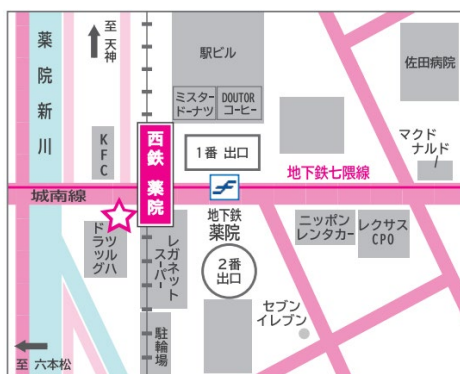 薬院新川
至 天神
駅ビル
佐田病院
ミスター
ドーナツ
DOUTOR
コーヒー
KFC
西鉄 薬院
1番 出口
マクド
ナルド
地下鉄七隈線
城南線
地下鉄
薬院
ツルハ
ドラッグ
レガネット
スーパー
2番
出口
ニッポン
レンタカー
レクサス
CPO
セブン
イレブン
駐輪場
至 六本松